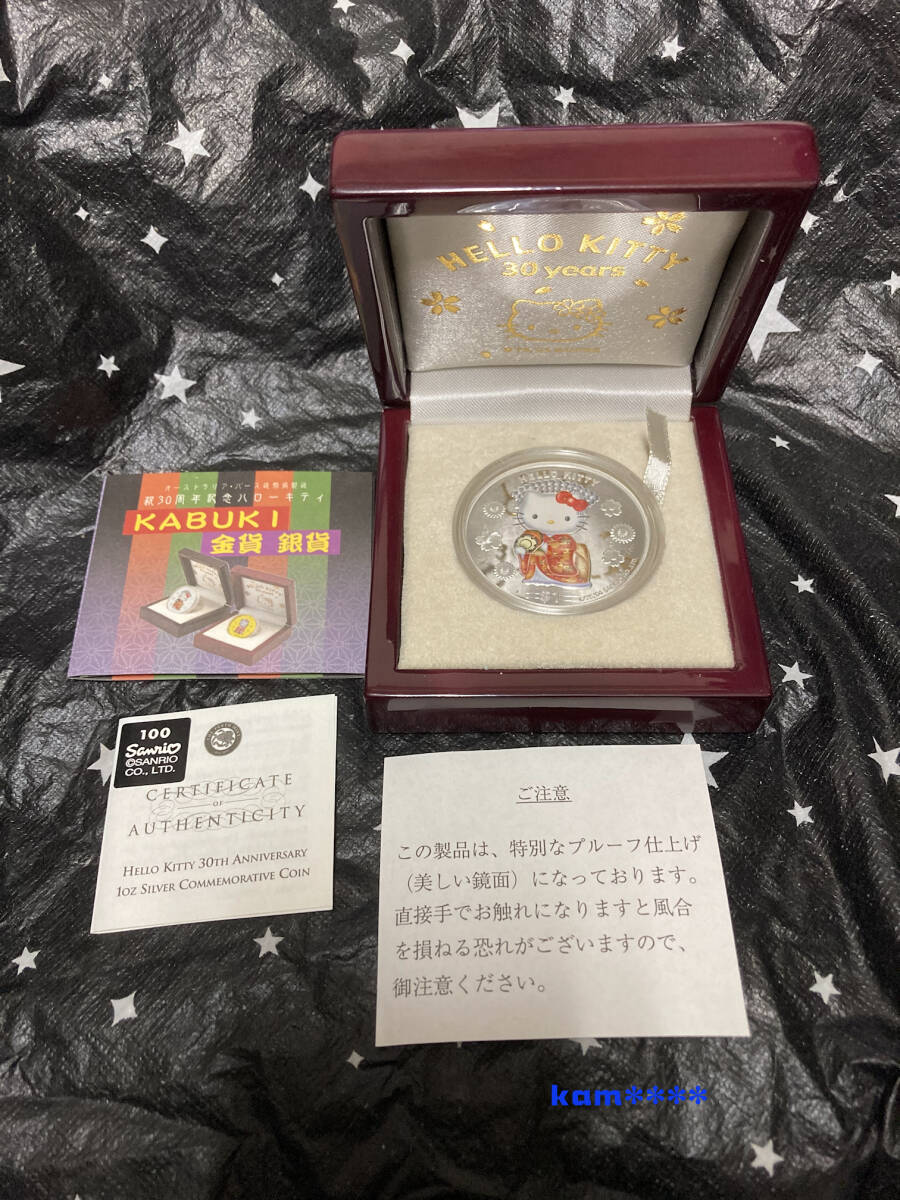 HELLO KITTY
30 years
HELLO KITTY
オーストラリア・パース造幣局製造
祝30周年記念ハローキティ
KABUKI
金貨 銀貨
100
Sanrio
©SANRIO
CO., LTD.
CERTIFICATE
OF
AUTHENTICITY
HELLO KITTY 30TH ANNIVERSARY
1OZ SILVER COMMEMORATIVE COIN
ご注意
この製品は、特別なプルーフ仕上げ
(美しい鏡面)になっております。
直接手でお触れになりますと風合
を損ねる恐れがございますので、
御注意ください。
kam****